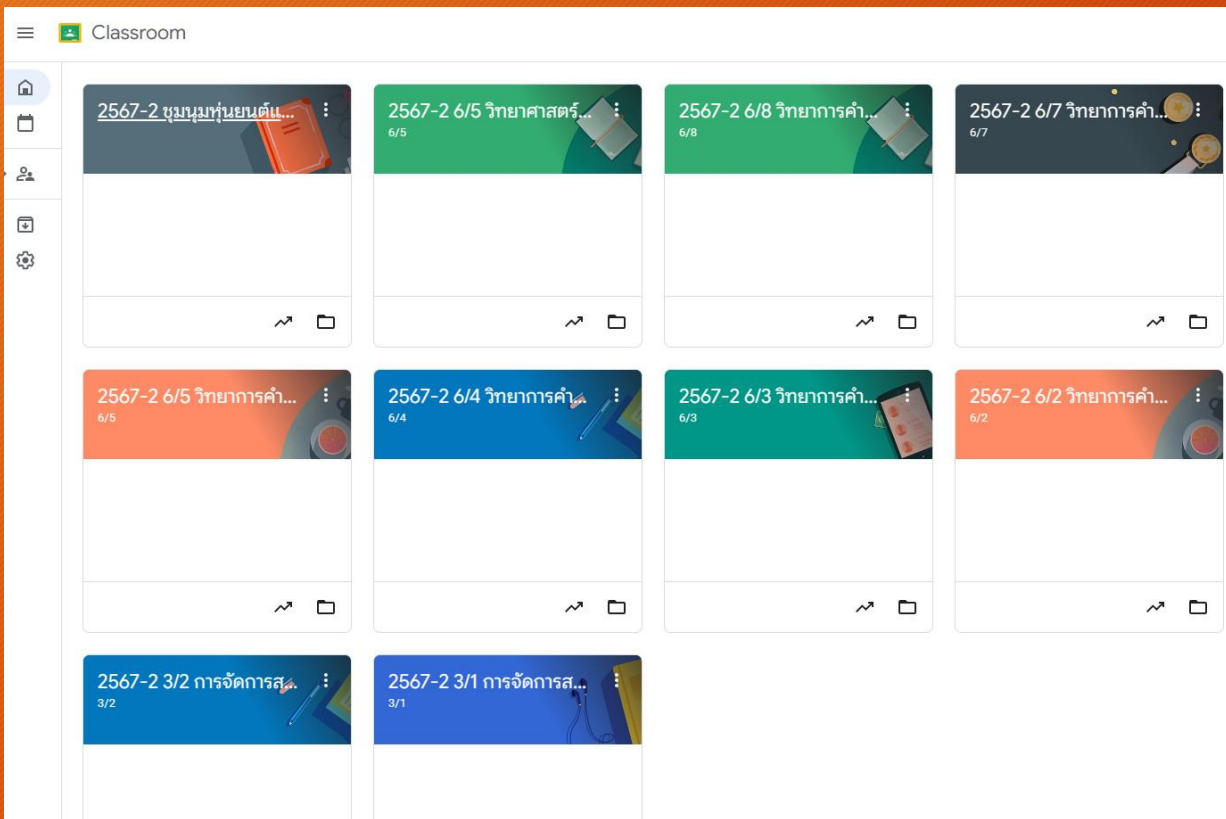 Classroom
2567-2 ชุมนุมหุ่นยนต์แ...
2567-2 6/5 วิทยาศาสตร์...
6/5
2567-2 6/8 วิทยาการคำ...
6/8
2567-2 6/7 วิทยาการคำ...
6/7
2567-2 6/5 วิทยาการคำ...
6/5
2567-2 6/4 วิทยาการคำ...
6/4
2567-2 6/3 วิทยาการคำ...
6/3
2567-2 6/2 วิทยาการคำ...
6/2
2567-2 3/2 การจัดการส...
3/2
2567-2 3/1 การจัดการส...
3/1